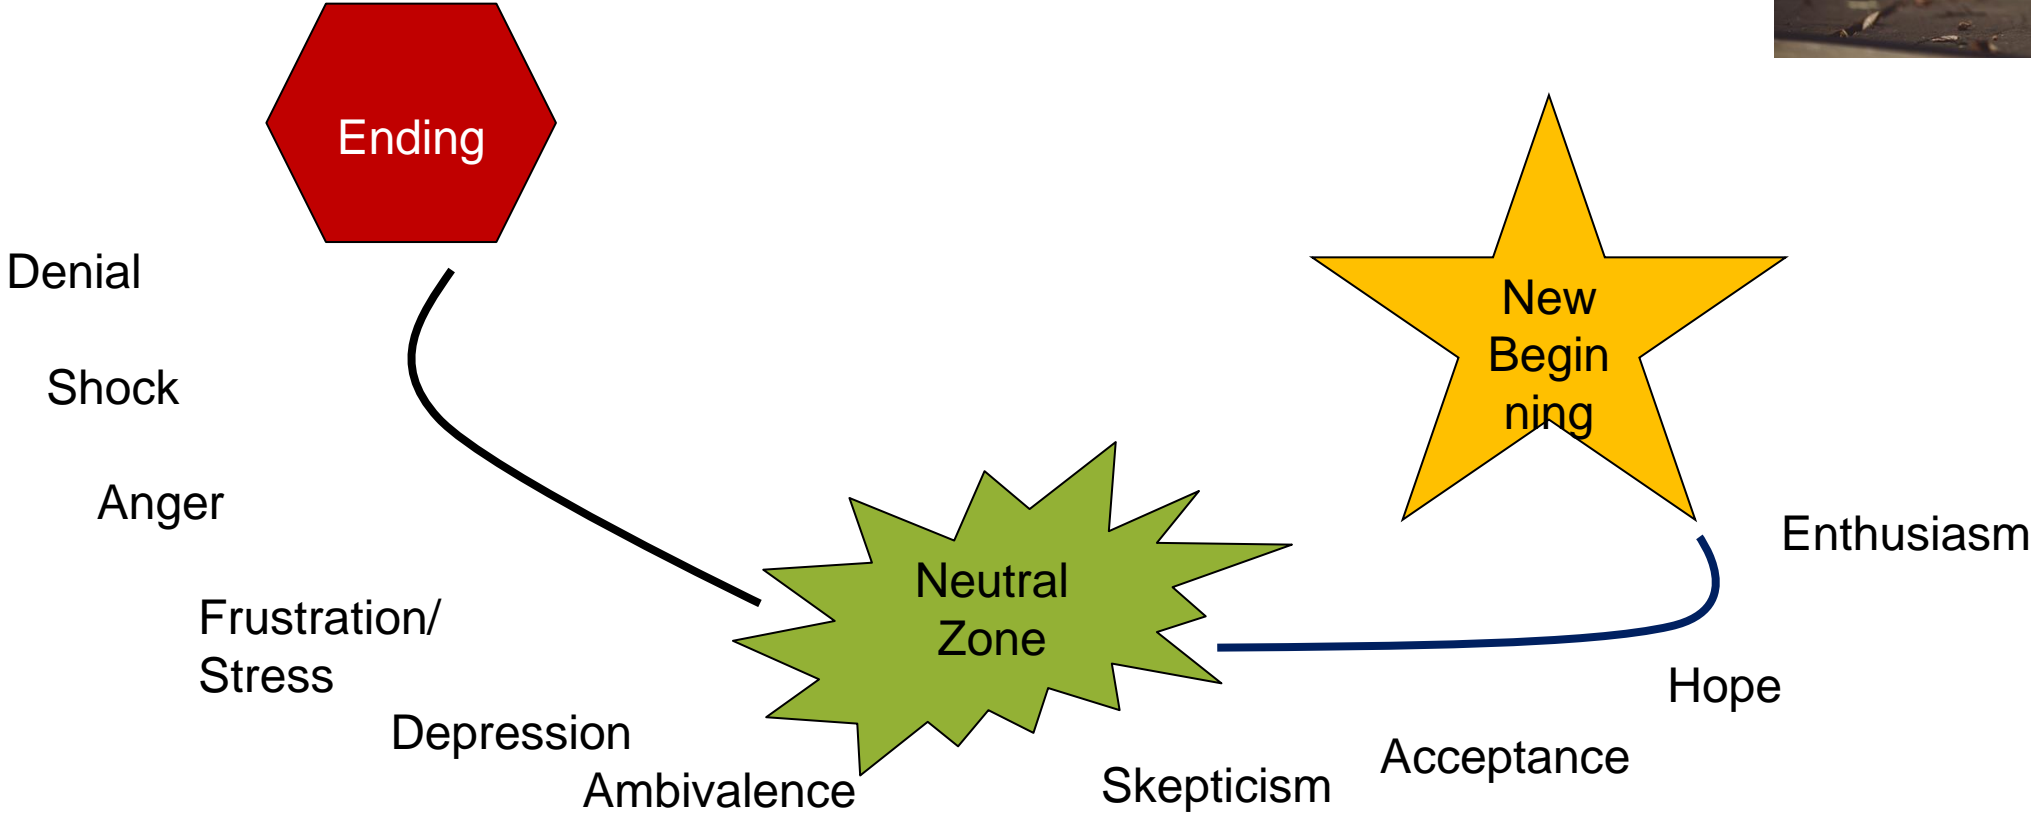 Ending
Denial
Shock
Anger
Frustration/
Stress
Depression
Ambivalence
Neutral
Zone
Skepticism
Acceptance
Hope
Enthusiasm
New
Begin
ning